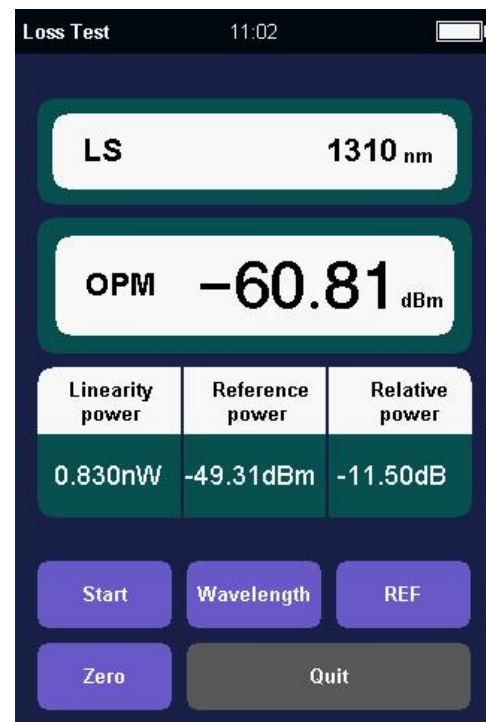 Loss Test 11:02
LS 1310 nm
OPM −60.81 dBm
Linearity power Reference power Relative power
0.830nW -49.31dBm -11.50dB
Start Wavelength REF
Zero Quit